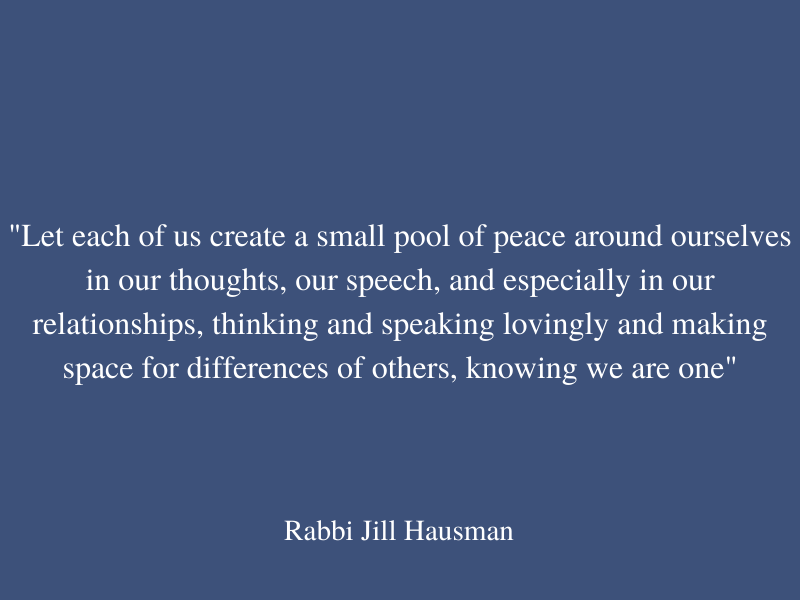 "Let each of us create a small pool of peace around ourselves
in our thoughts, our speech, and especially in our
relationships, thinking and speaking lovingly and making
space for differences of others, knowing we are one"
Rabbi Jill Hausman